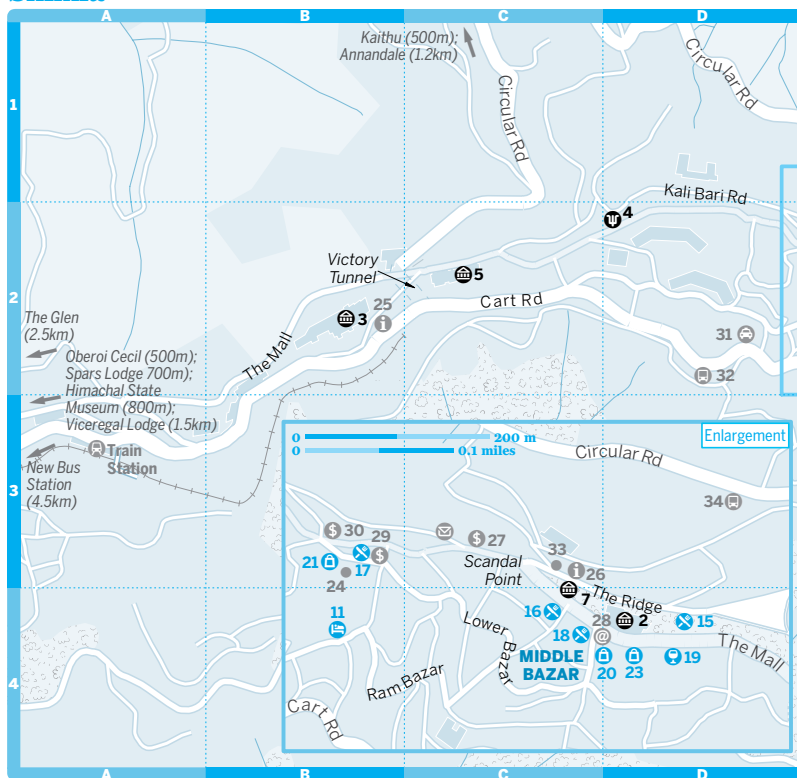 A
B
C
D
Kaithu (500m);
Annandale (1.2km)
Circular Rd
Circular Rd
1
Kali Bari Rd
4
Victory
Tunnel
5
2
25
3
Cart Rd
The Mall
The Glen
(2.5km)
31
Oberoi Cecil (500m);
Spars Lodge 700m);
Himachal State
Museum (800m);
Viceregal Lodge (1.5km)
32
Train
Station
New Bus
Station
(4.5km)
3
Enlargement
0 200 m
0 0.1 miles
Circular Rd
34
30
29
27
21
17
24
33
26
Scandal
Point
7
The Ridge
11
16
28
2
15
Lower
Bazar
18
@
The Mall
MIDDLE
BAZAR
20
23
19
Ram Bazar
4
Cart Rd
A
B
C
D